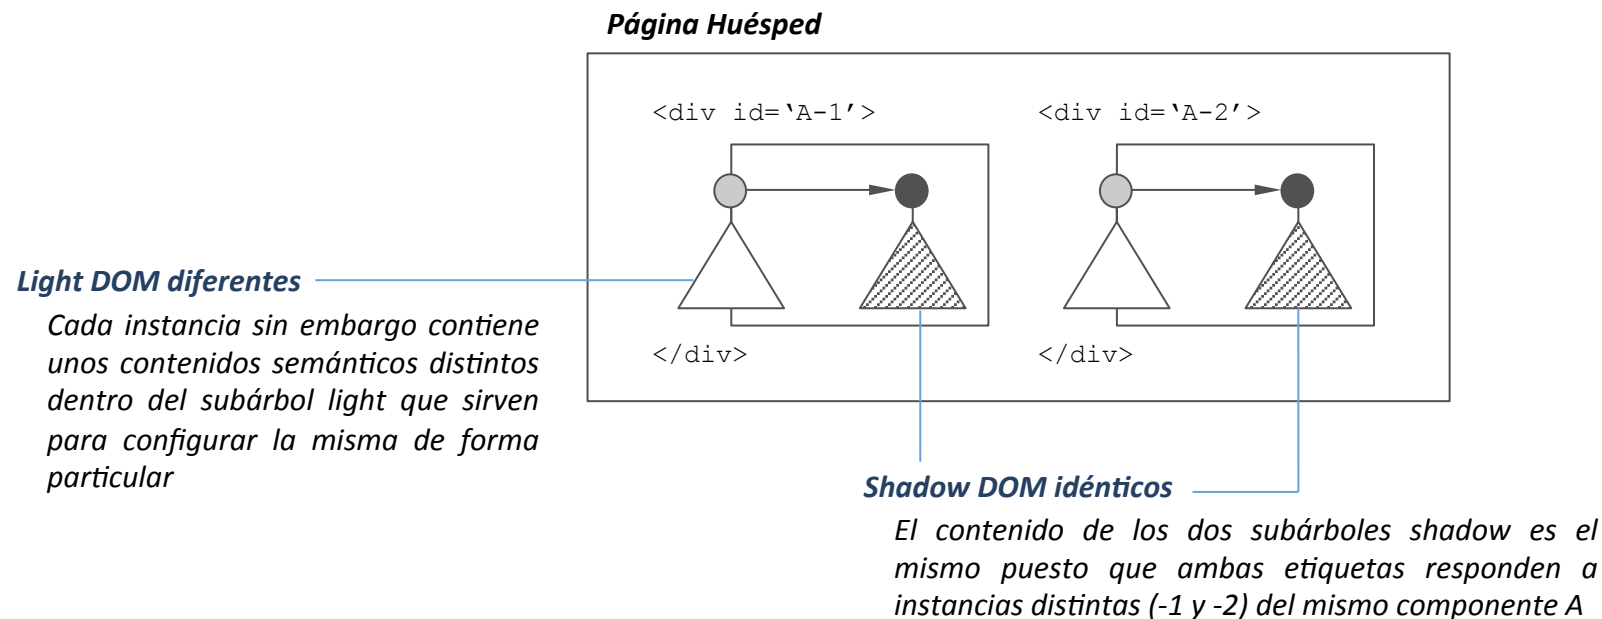 Página Huésped
<div id=‘A-1’>
<div id=‘A-2’>
Light DOM diferentes
Cada instancia sin embargo contiene
unos contenidos semánticos distintos
dentro del subárbol light que sirven
para configurar la misma de forma
particular
</div>
</div>
Shadow DOM idénticos
El contenido de los dos subárboles shadow es el
mismo puesto que ambas etiquetas responden a
instancias distintas (-1 y -2) del mismo componente A